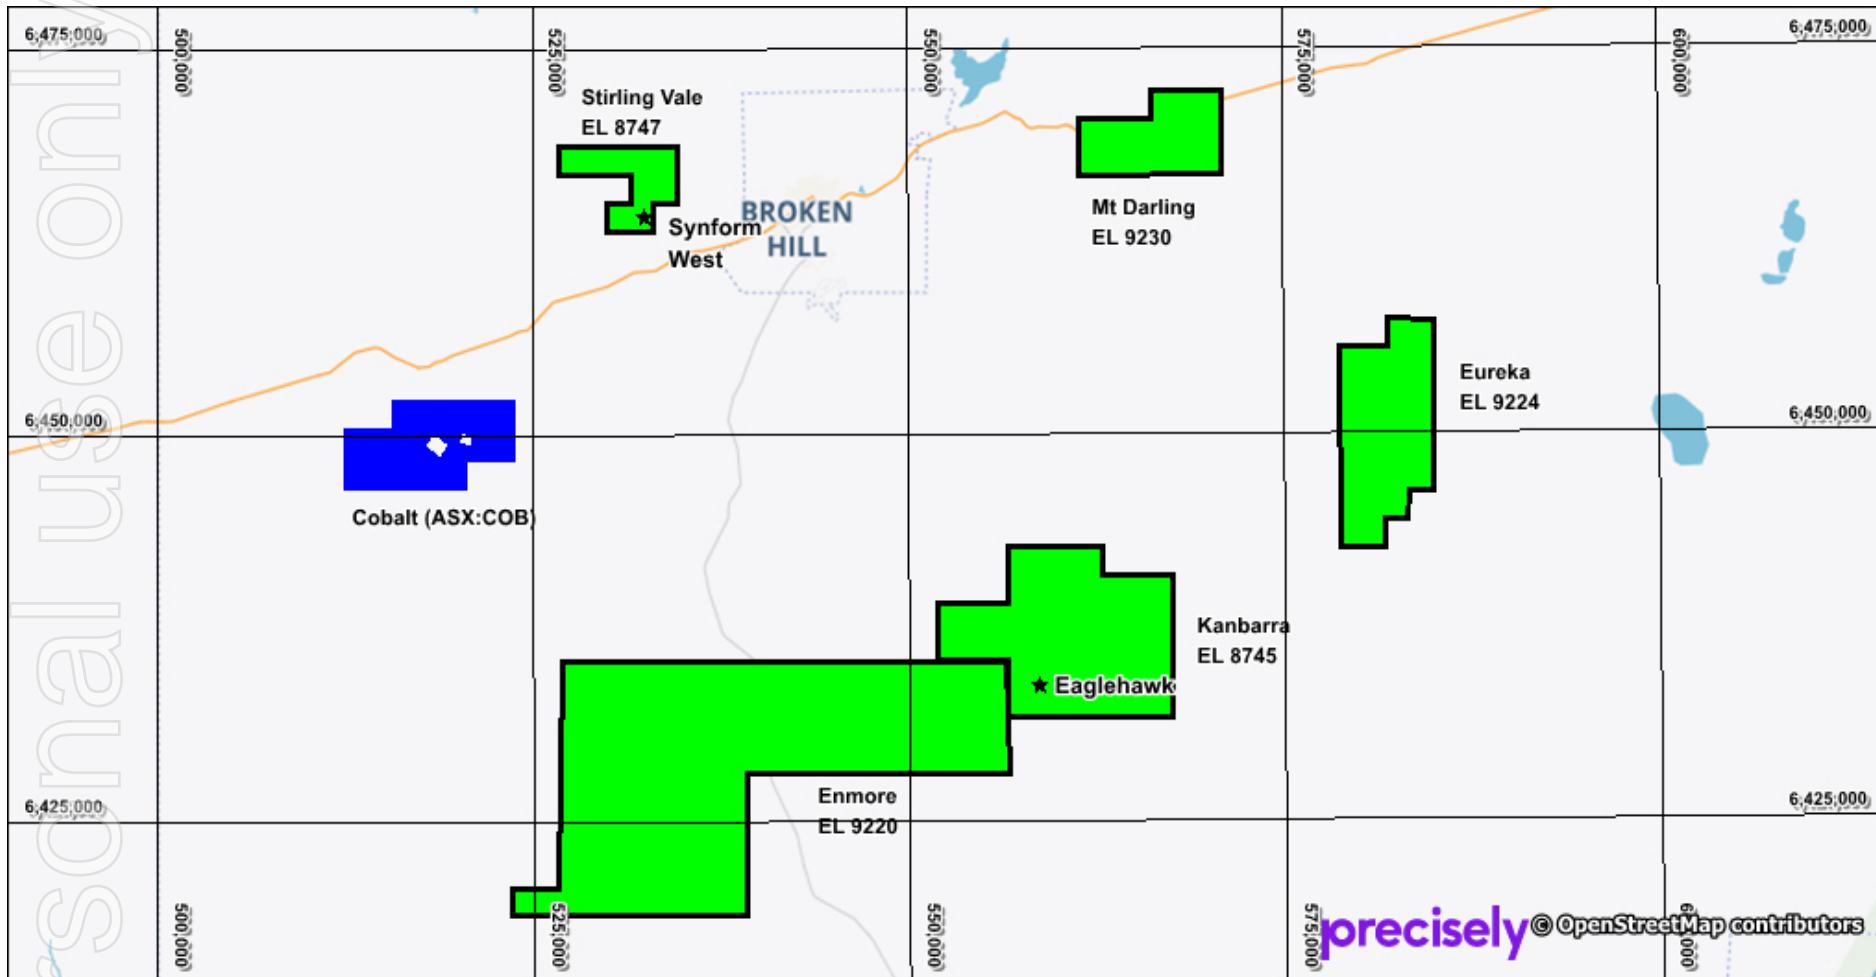 sonal use only
6,475,000
500,000
525,000
550,000
575,000
600,000
6,475,000
Stirling Vale
EL 8747
Synform
West
BROKEN
HILL
Mt Darling
EL 9230
Eureka
EL 9224
6,450,000
6,450,000
Cobalt (ASX:COB)
Kanbarra
EL 8745
Eaglehawk
Enmore
EL 9220
6,425,000
6,425,000
500,000
525,000
550,000
575,000
precisely
© OpenStreetMap contributors